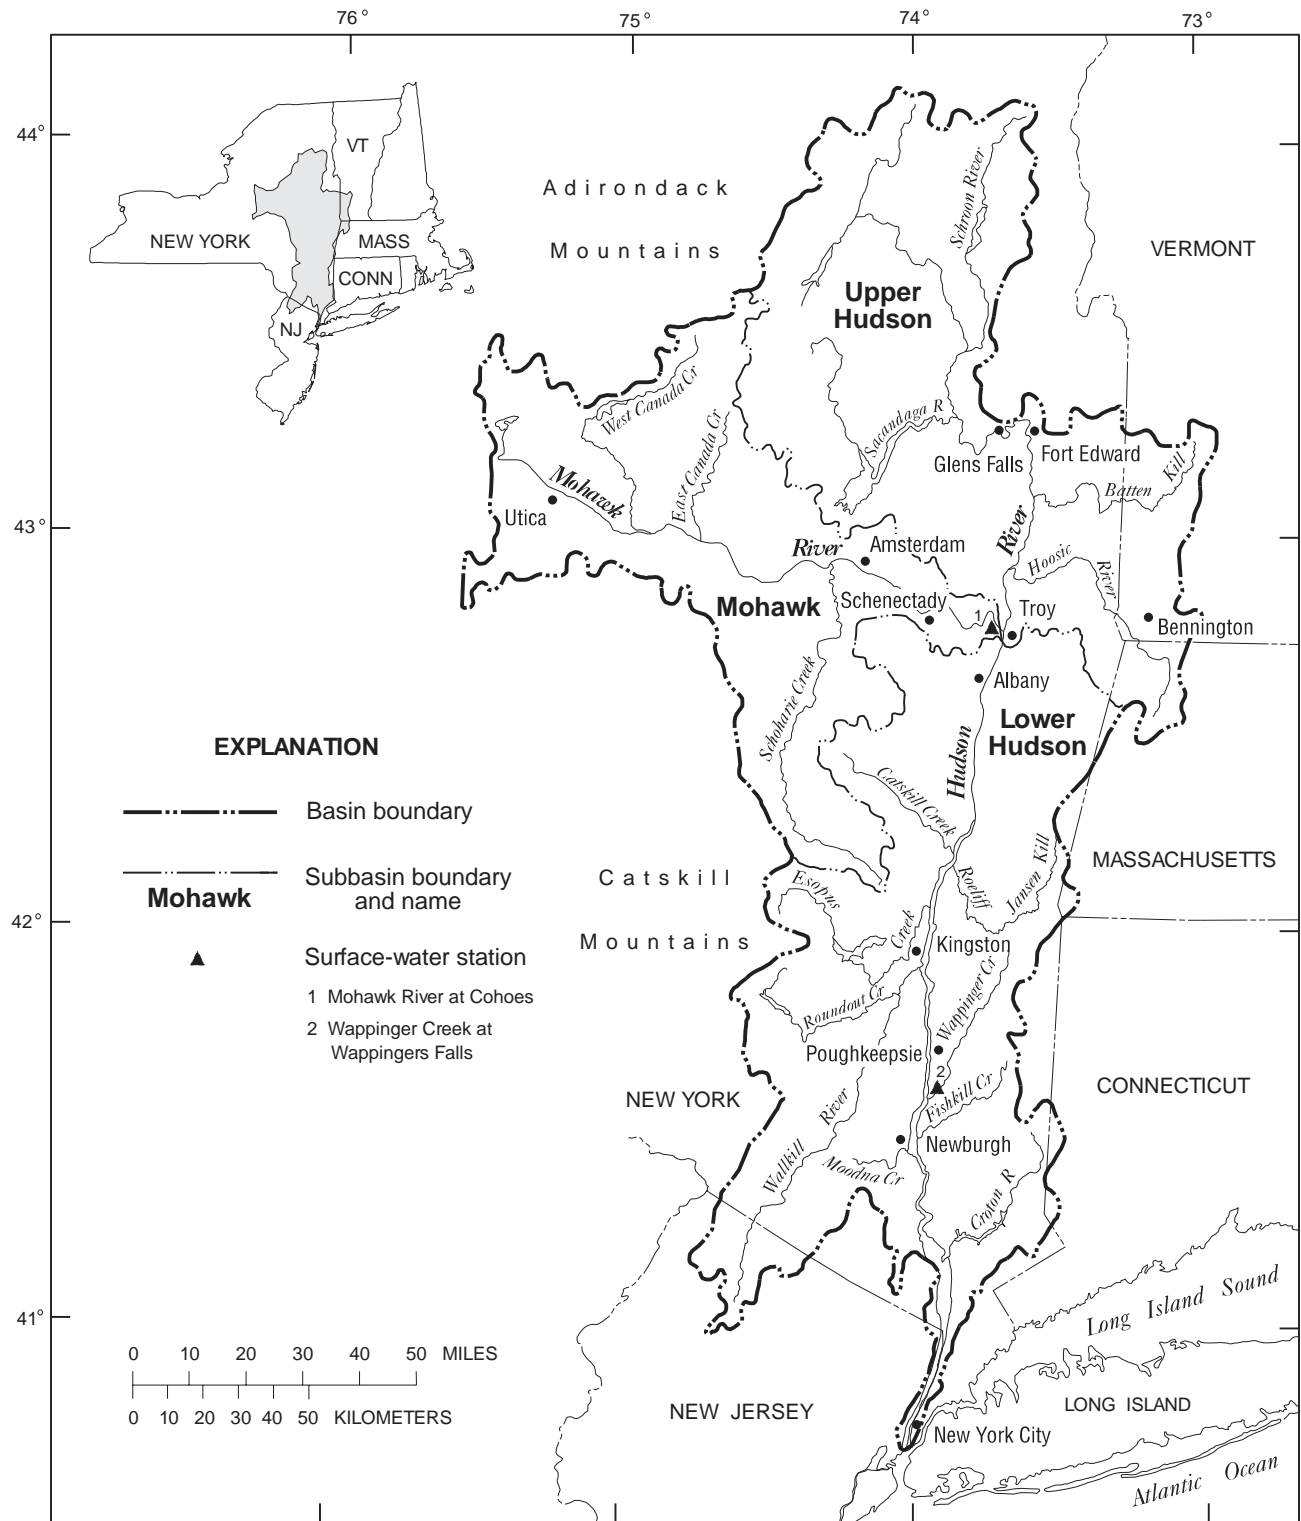 76°
75°
74°
73°
44°
43°
42°
41°
VT
NEW YORK
MASS
CONN
NJ
Adirondack
Mountains
Schroon River
VERMONT
Upper
Hudson
West Canada Cr
East Canada Cr
Sacandaga R
Glens Falls
Fort Edward
Batten
Kill
Mohawk
Utica
River
Amsterdam
River
Hoosic
River
Mohawk
Schenectady
1
Troy
Bennington
Albany
Schoharie Creek
Lower
Hudson
Hudson
Catskill Creek
EXPLANATION
Basin boundary
Subbasin boundary
and name
Mohawk
Surface-water station
1 Mohawk River at Cohoes
2 Wappinger Creek at
Wappingers Falls
MASSACHUSETTS
Catskill
Mountains
Esopus
Creek
Roeliff
Jansen Kill
Kingston
Roundout Cr
Wappinger Cr
Poughkeepsie
2
Fishkill Cr
NEW YORK
CONNECTICUT
Wallkill
River
Newburgh
Moodna Cr
Croton R
Long Island Sound
0 10 20 30 40 50 MILES
0 10 20 30 40 50 KILOMETERS
NEW JERSEY
LONG ISLAND
New York City
Atlantic Ocean